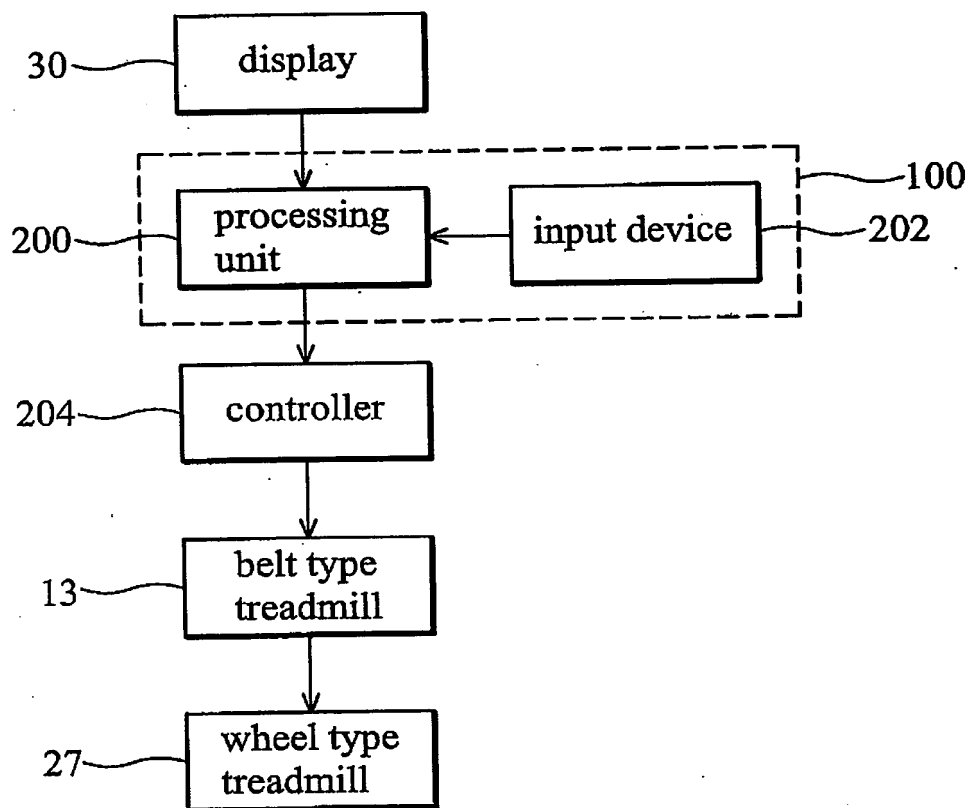 30
display
100
200
processing
unit
input device
202
204
controller
13
belt type
treadmill
27
wheel type
treadmill